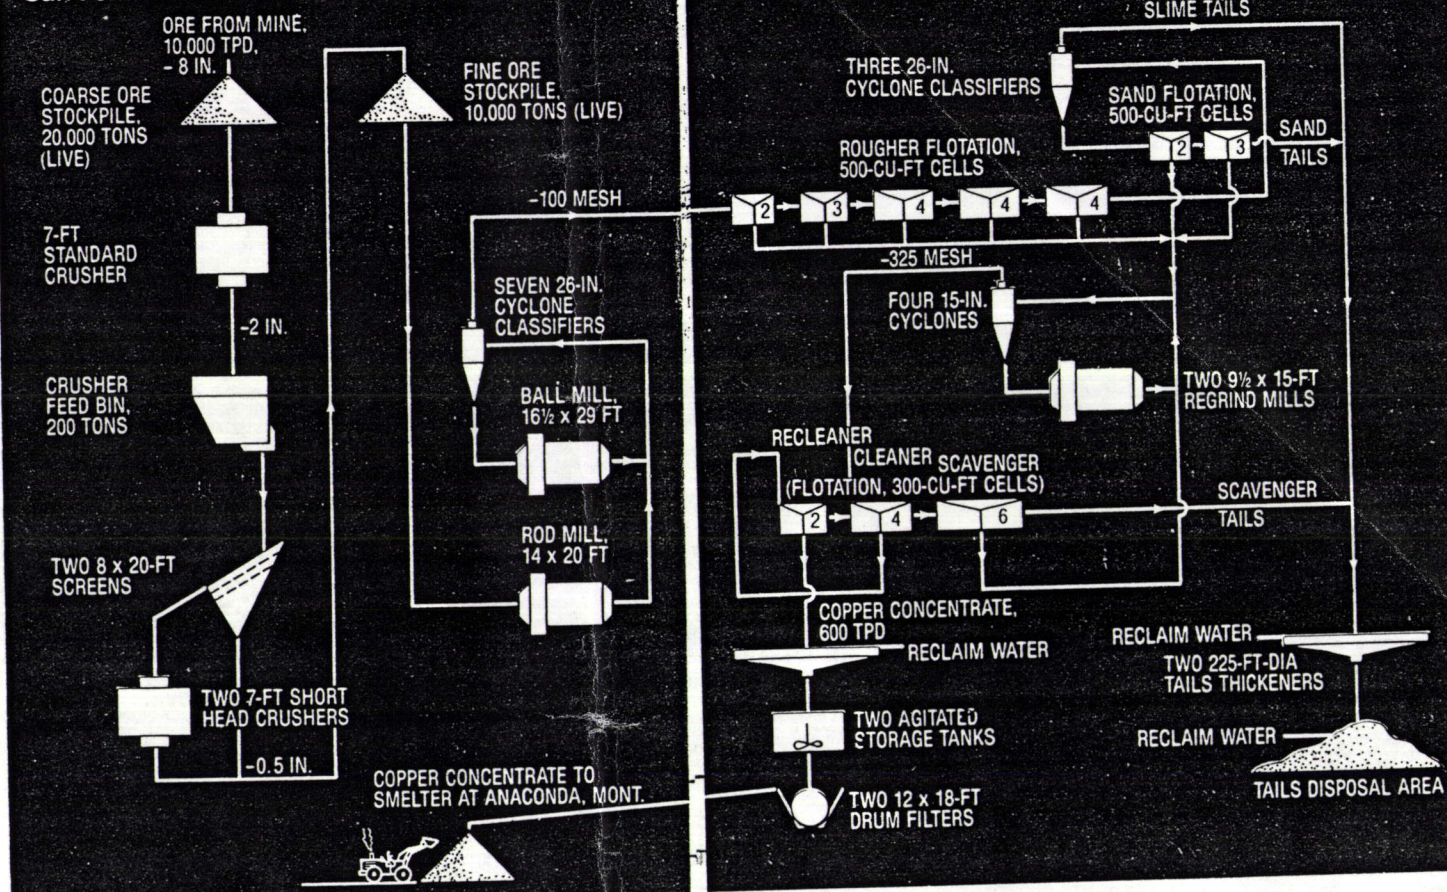 ORE FROM MINE,
10.000 TPD,
- 8 IN.
COARSE ORE
STOCKPILE,
20.000 TONS
(LIVE)
7-FT
STANDARD
CRUSHER
-2 IN.
CRUSHER
FEED BIN,
200 TONS
TWO 8 x 20-FT
SCREENS
TWO 7-FT SHORT
HEAD CRUSHERS
-0.5 IN.
FINE ORE
STOCKPILE,
10,000 TONS (LIVE)
-100 MESH
SEVEN 26-IN.
CYCLONE
CLASSIFIERS
BALL MILL,
16½ x 29 FT
ROD MILL,
14 x 20 FT
COPPER CONCENTRATE TO
SMELTER AT ANACONDA, MONT.
SLIME TAILS
THREE 26-IN.
CYCLONE CLASSIFIERS
SAND FLOTATION,
500-CU-FT CELLS
2 3
SAND
TAILS
ROUGHER FLOTATION,
500-CU-FT CELLS
2 3 4 4 4
-325 MESH
FOUR 15-IN.
CYCLONES
TWO 9½ x 15-FT
REGRIND MILLS
RECLEANER
CLEANER
SCAVENGER
(FLOTATION, 300-CU-FT CELLS)
2 4 6
SCAVENGER
TAILS
COPPER CONCENTRATE,
600 TPD
RECLAIM WATER
TWO AGITATED
STORAGE TANKS
TWO 12 x 18-FT
DRUM FILTERS
RECLAIM WATER
TWO 225-FT-DIA
TAILS THICKENERS
RECLAIM WATER
TAILS DISPOSAL AREA